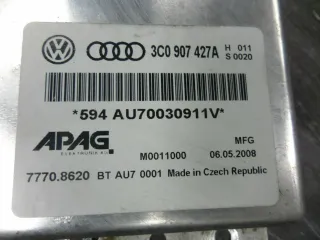 3C0 907 427A H 011
S 0020
*594 AU70030911V*
APAG
ELEKTRONIK AG
MFG
M0011000 06.05.2008
7770.8620 BT AU7 0001 Made in Czech Republic